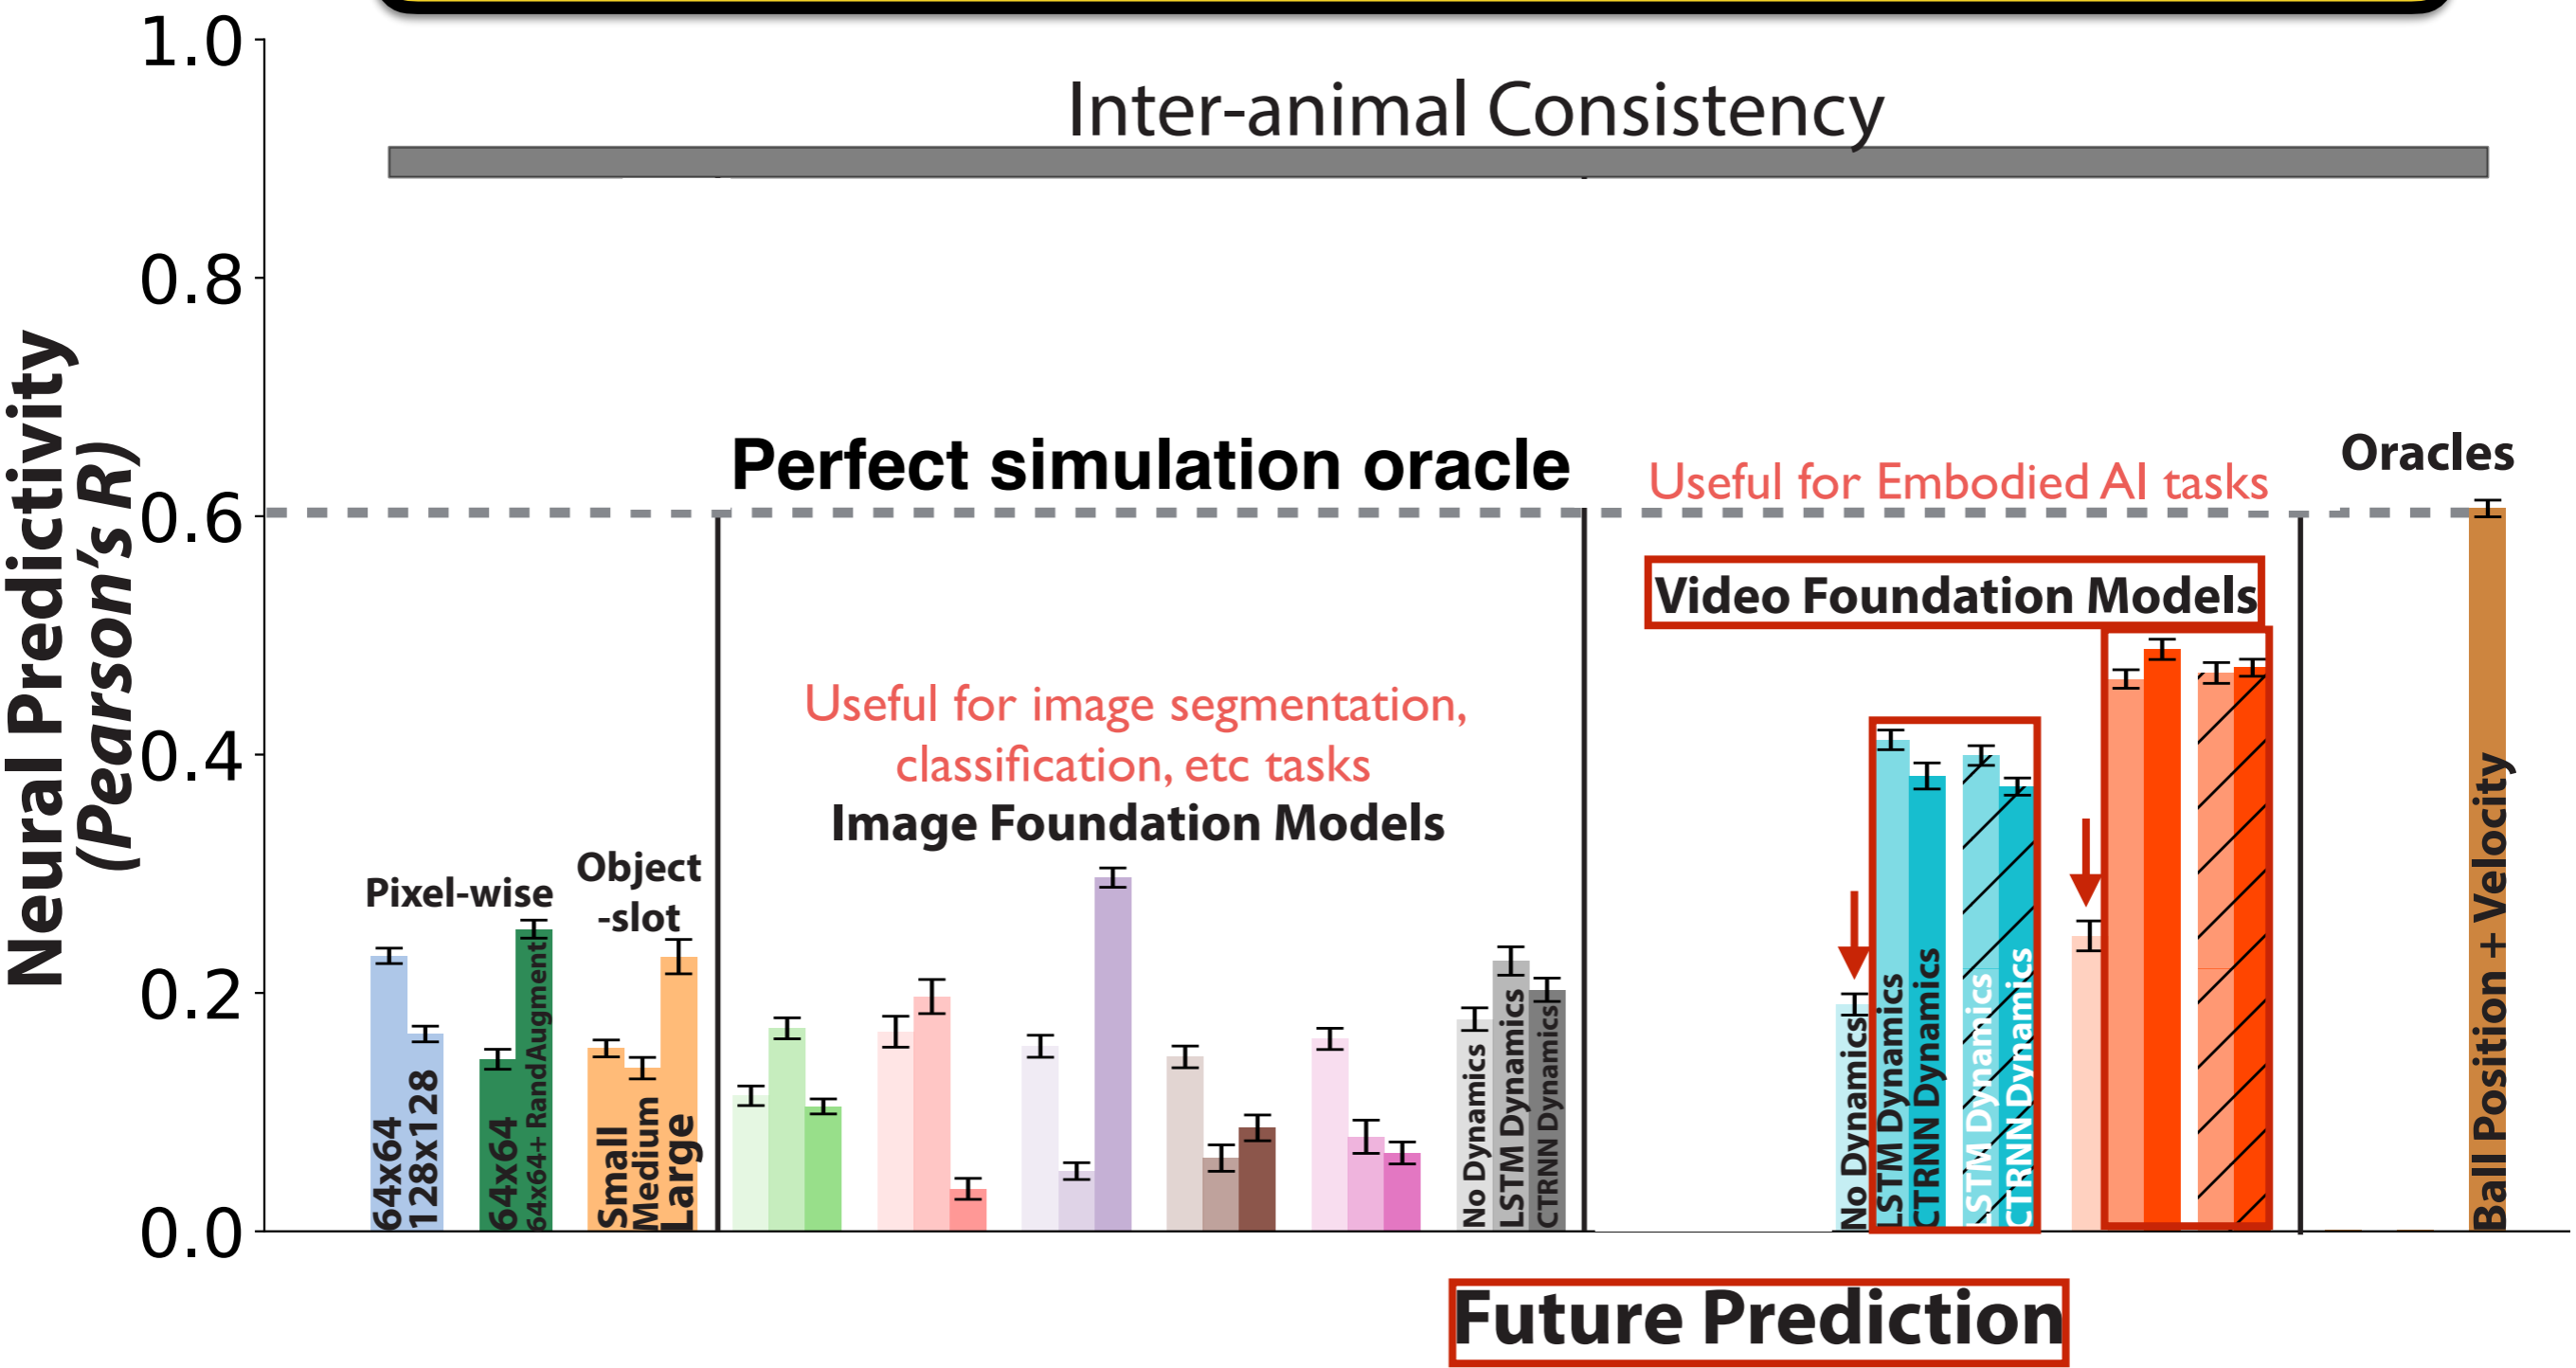 1.0
0.8
0.6
0.4
0.2
0.0
Neural Predictivity
(Pearson's R)
Inter-animal Consistency
Perfect simulation oracle
Useful for Embodied AI tasks
Oracles
Video Foundation Models
Useful for image segmentation,
classification, etc tasks
Image Foundation Models
Pixel-wise
Object
-slot
64x64
128x128
64x64
64x64+ RandAugment
Small
Medium
Large
No Dynamics
LSTM Dynamics
CTRNN Dynamics
No Dynamics
LSTM Dynamics
CTRNN Dynamics
LSTM Dynamics
CTRNN Dynamics
Ball Position + Velocity
Future Prediction